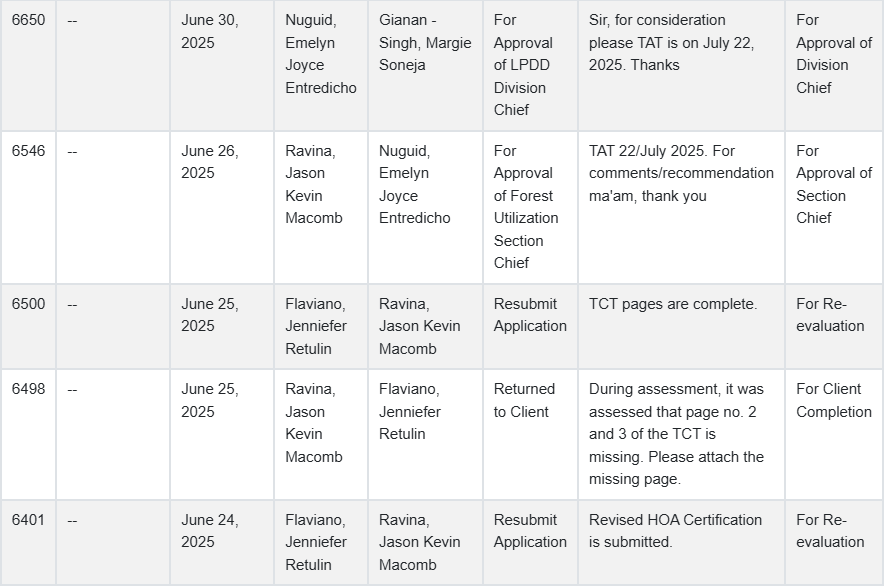 6650 -- June 30, Nuguid, Gianan - For Sir, for consideration For
2025 Emelyn Singh, Margie Approval please TAT is on July 22, Approval of
Joyce Soneja of LPDD 2025. Thanks Division
Entredicho Division Chief
Chief
6546 -- June 26, Ravina, Nuguid, For TAT 22/July 2025. For For
2025 Jason Emelyn Approval comments/recommendation Approval of
Kevin Joyce of Forest ma'am, thank you Section
Macomb Entredicho Utilization Chief
Section
Chief
6500 -- June 25, Flaviano, Ravina, Resubmit TCT pages are complete. For Re-
2025 Jenniefer Jason Kevin Application evaluation
Retulin Macomb
6498 -- June 25, Ravina, Flaviano, Returned During assessment, it was For Client
2025 Jason Jenniefer to Client assessed that page no. 2 Completion
Kevin Retulin and 3 of the TCT is
Macomb missing. Please attach the
missing page.
6401 -- June 24, Flaviano, Ravina, Resubmit Revised HOA Certification For Re-
2025 Jenniefer Jason Kevin Application is submitted. evaluation
Retulin Macomb